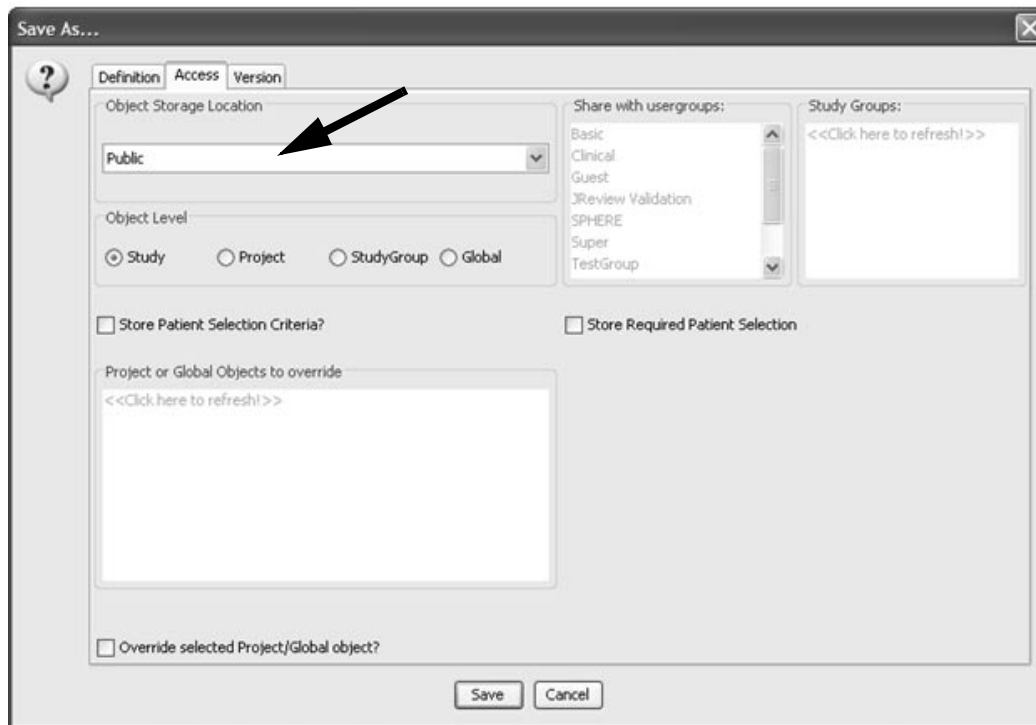 Save As...
?
Definition Access Version
Object Storage Location
Public
Object Level
Study Project StudyGroup Global
Share with usergroups:
Basic
Clinical
Guest
JReview Validation
SPHERE
Super
TestGroup
Study Groups:
<<Click here to refresh!>>
Store Patient Selection Criteria?
Store Required Patient Selection
Project or Global Objects to override
<<Click here to refresh!>>
Override selected Project/Global object?
Save Cancel